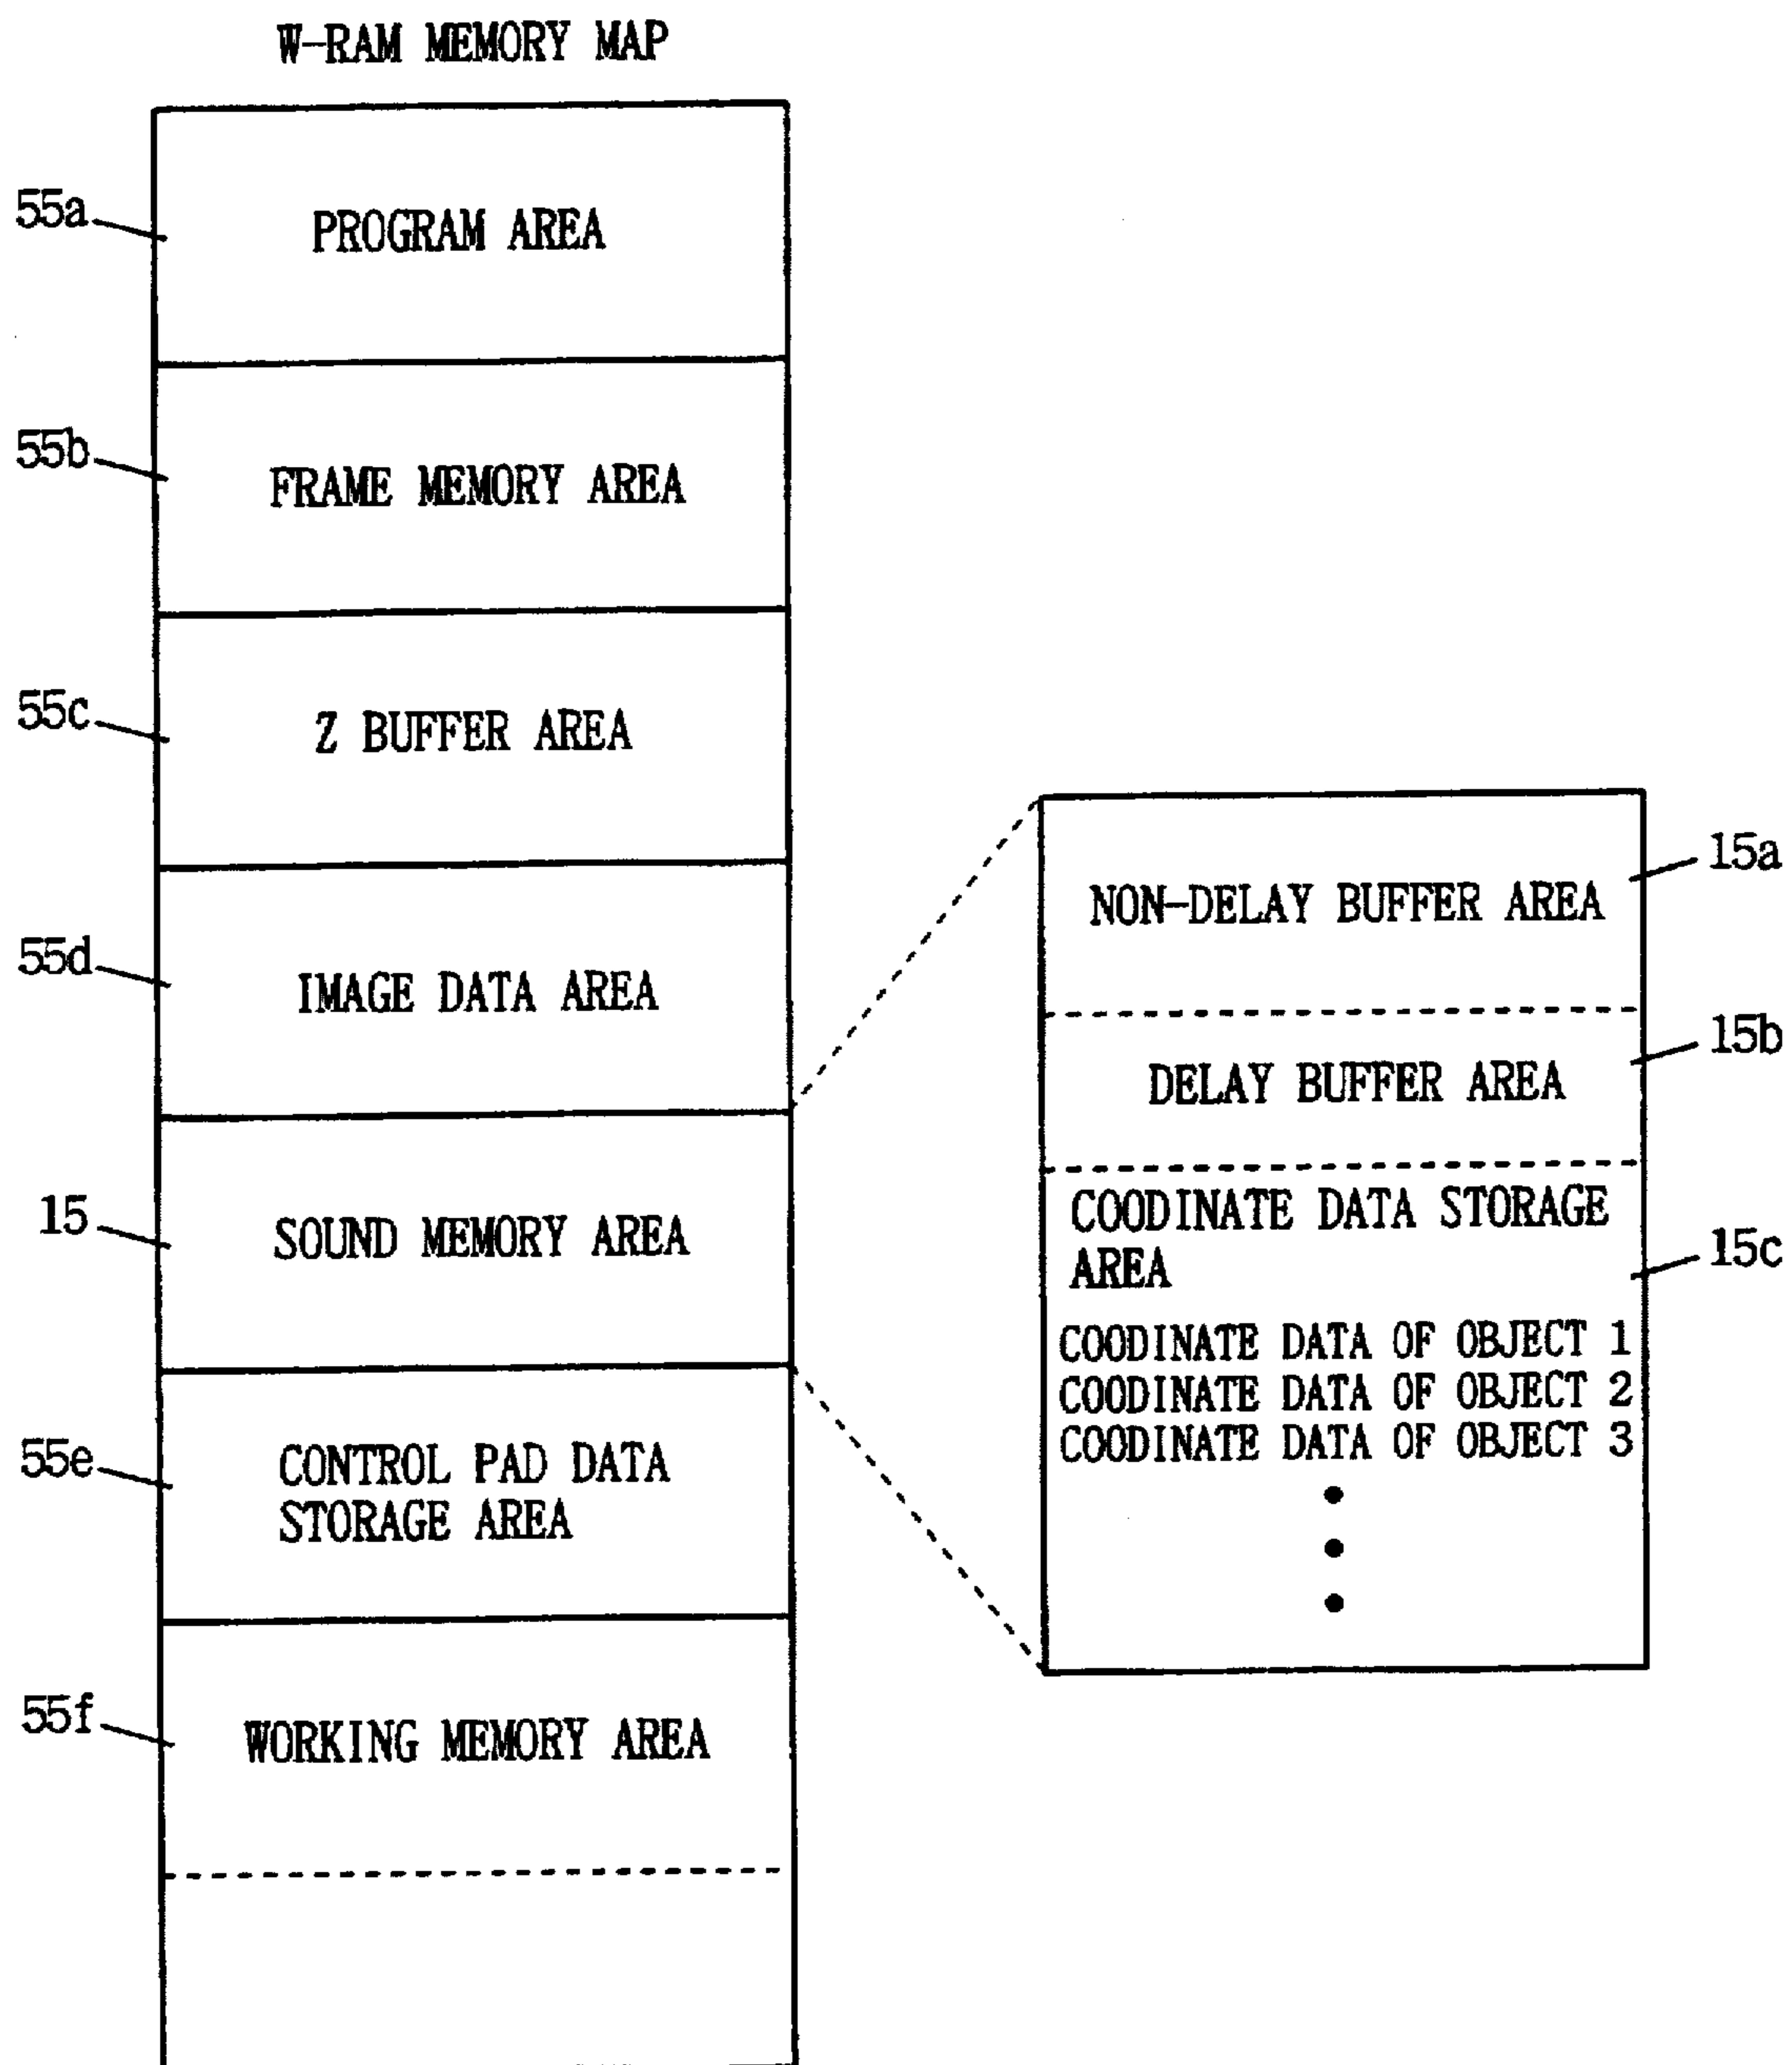 W-RAM MEMORY MAP
55a
PROGRAM AREA
55b
FRAME MEMORY AREA
55c
Z BUFFER AREA
55d
IMAGE DATA AREA
15
SOUND MEMORY AREA
55e
CONTROL PAD DATA
STORAGE AREA
55f
WORKING MEMORY AREA
NON-DELAY BUFFER AREA
15a
DELAY BUFFER AREA
15b
COODINATE DATA STORAGE
AREA
15c
COODINATE DATA OF OBJECT 1
COODINATE DATA OF OBJECT 2
COODINATE DATA OF OBJECT 3